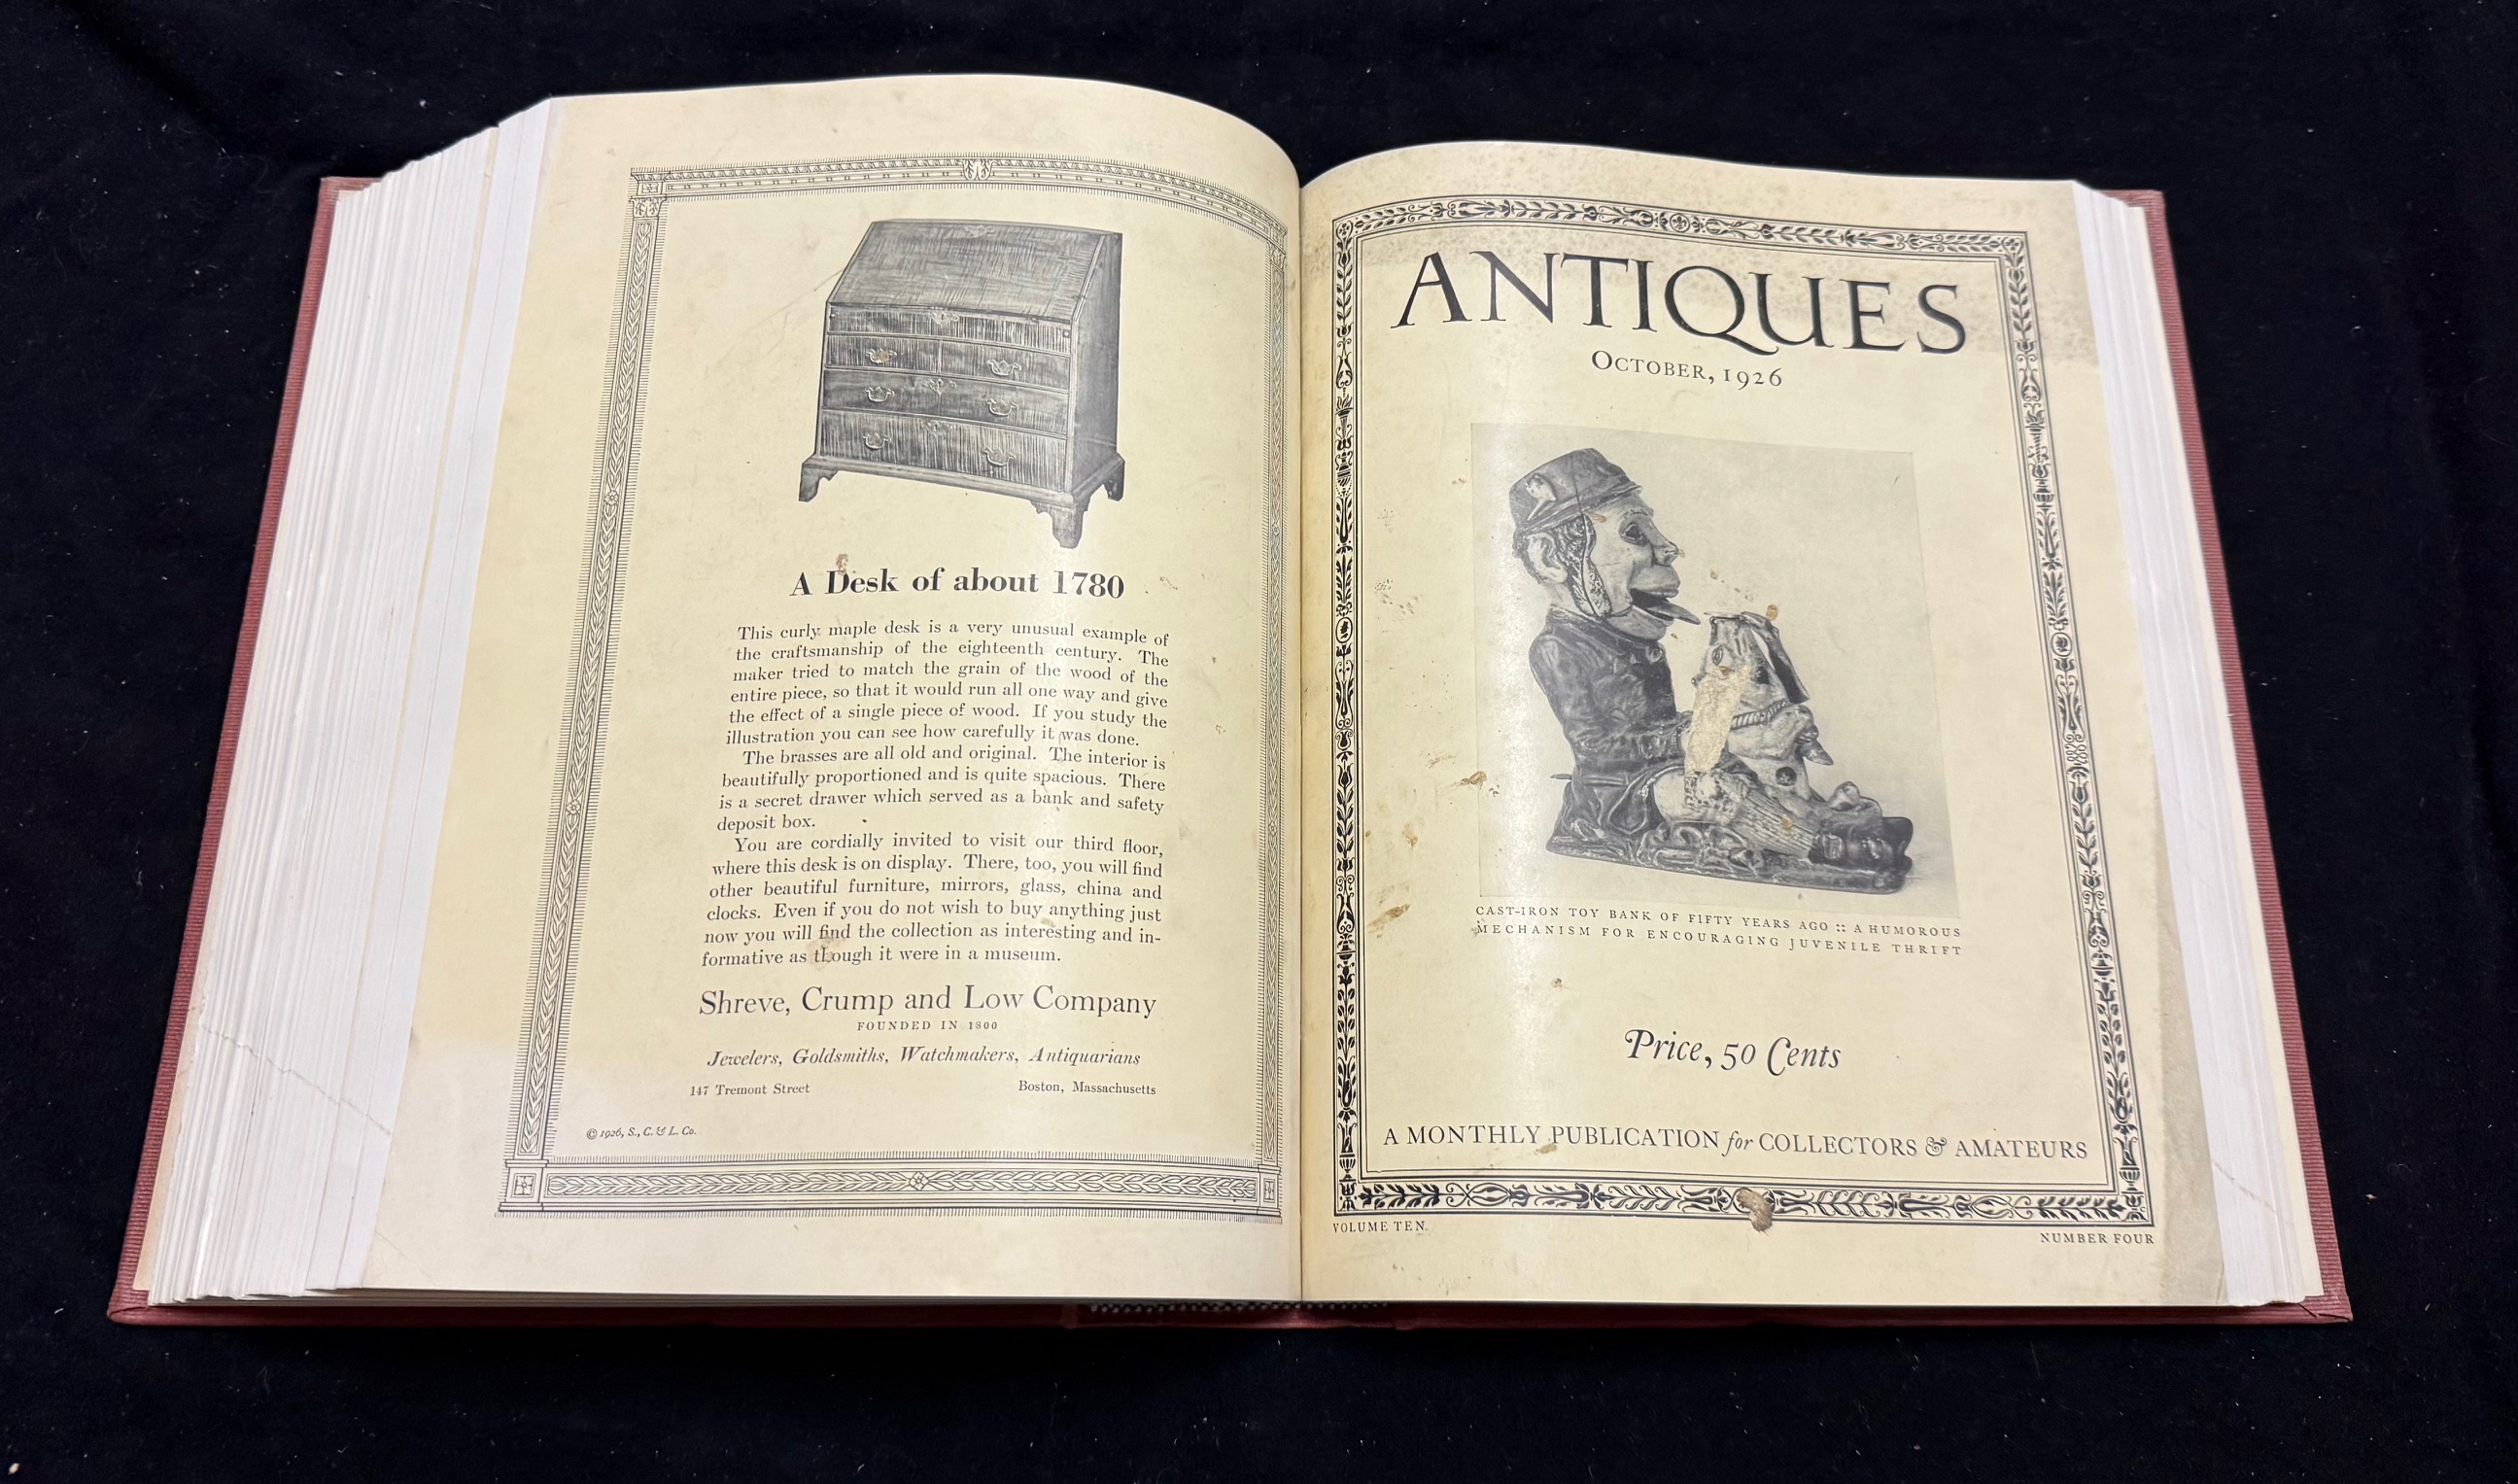 A Desk of about 1780
This curly maple desk is a very unusual example of
the craftsmanship of the eighteenth century. The
maker tried to match the grain of the wood of the
entire piece, so that it would run all one way and give
the effect of a single piece of wood. If you study the
illustration you can see how carefully it was done.
The brasses are all old and original. The interior is
beautifully proportioned and is quite spacious. There
is a secret drawer which served as a bank and safety
deposit box.
You are cordially invited to visit our third floor,
where this desk is on display. There, too, you will find
other beautiful furniture, mirrors, glass, china and
clocks. Even if you do not wish to buy anything just
now you will find the collection as interesting and in-
formative as though it were in a museum.
Shreve, Crump and Low Company
FOUNDED IN 1800
Jewelers, Goldsmiths, Watchmakers, Antiquarians
147 Tremont Street Boston, Massachusetts
© 1926, S., C. & L. Co.
ANTIQUES
OCTOBER, 1926
CAST-IRON TOY BANK OF FIFTY YEARS AGO :: A HUMOROUS
MECHANISM FOR ENCOURAGING JUVENILE THRIFT
Price, 50 Cents
A MONTHLY PUBLICATION for COLLECTORS & AMATEURS
VOLUME TEN NUMBER FOUR